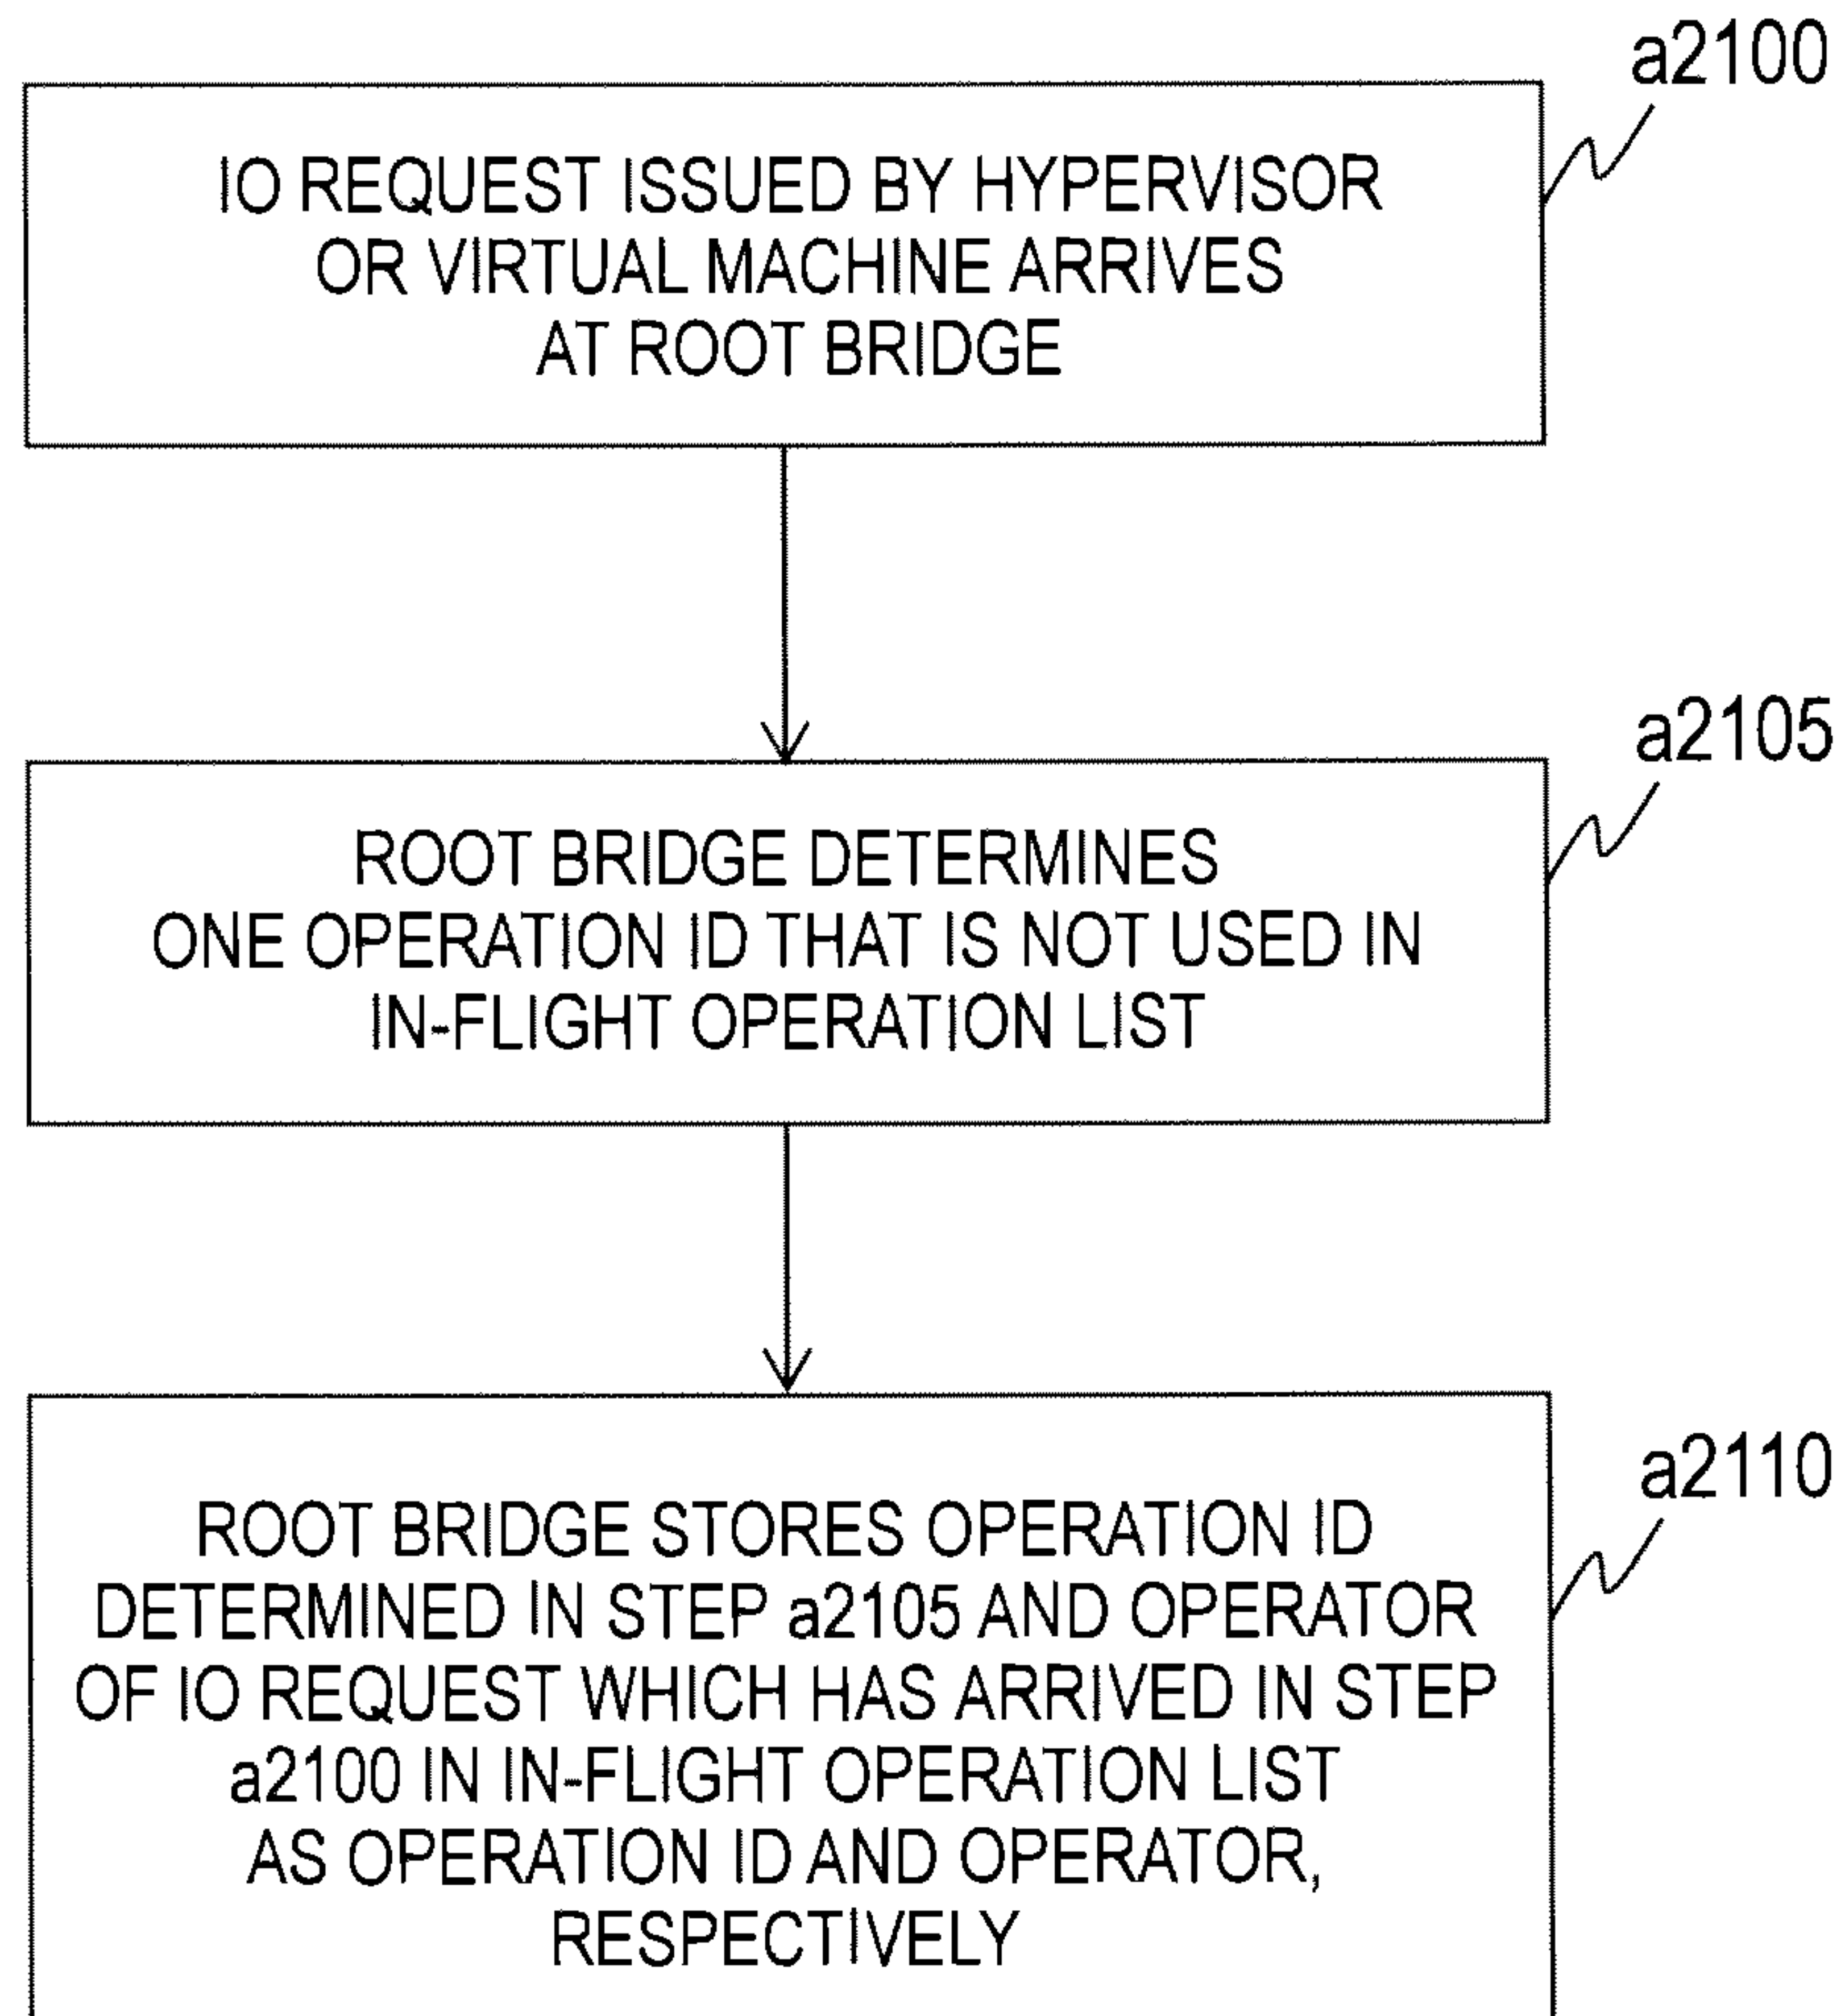 a2100
IO REQUEST ISSUED BY HYPERVISOR
OR VIRTUAL MACHINE ARRIVES
AT ROOT BRIDGE
a2105
ROOT BRIDGE DETERMINES
ONE OPERATION ID THAT IS NOT USED IN
IN-FLIGHT OPERATION LIST
a2110
ROOT BRIDGE STORES OPERATION ID
DETERMINED IN STEP a2105 AND OPERATOR
OF IO REQUEST WHICH HAS ARRIVED IN STEP
a2100 IN IN-FLIGHT OPERATION LIST
AS OPERATION ID AND OPERATOR,
RESPECTIVELY